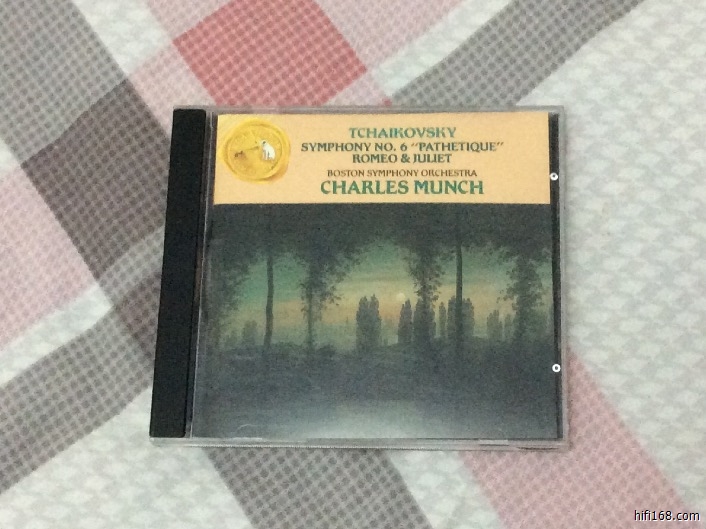 TCHAIKOVSKY
SYMPHONY NO. 6 "PATHETIQUE"
ROMEO & JULIET
BOSTON SYMPHONY ORCHESTRA
CHARLES MUNCH
hifi168.com